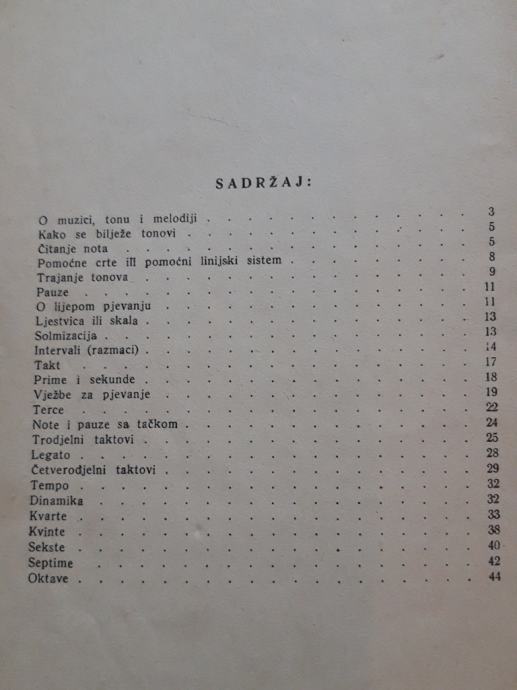 SADRŽAJ:
O muzici, tonu i melodiji . . . . . . . . . . . . . 3
Kako se bilježe tonovi . . . . . . . . . . . . . . 5
Čitanje nota . . . . . . . . . . . . . . . . . 5
Pomoćne crte ili pomoćni linijski sistem . . . . . . . . . 8
Trajanje tonova . . . . . . . . . . . . . . . . 9
Pauze . . . . . . . . . . . . . . . . . . 11
O lijepom pjevanju . . . . . . . . . . . . . . . 11
Ljestvica ili skala . . . . . . . . . . . . . . . . 13
Solmizacija . . . . . . . . . . . . . . . . . 13
Intervali (razmaci) . . . . . . . . . . . . . . . . 14
Takt . . . . . . . . . . . . . . . . . . 17
Prime i sekunde . . . . . . . . . . . . . . . . 18
Vježbe za pjevanje . . . . . . . . . . . . . . . 19
Terce . . . . . . . . . . . . . . . . . . 22
Note i pauze sa tačkom . . . . . . . . . . . . . . 24
Trodjelni taktovi . . . . . . . . . . . . . . . . 25
Legato . . . . . . . . . . . . . . . . . . 28
Četverodjelni taktovi . . . . . . . . . . . . . . . 29
Tempo . . . . . . . . . . . . . . . . . . 32
Dinamika . . . . . . . . . . . . . . . . . 32
Kvarte . . . . . . . . . . . . . . . . . . 33
Kvinte . . . . . . . . . . . . . . . . . . 38
Sekste . . . . . . . . . . . . . . . . . . 40
Septime . . . . . . . . . . . . . . . . . . 42
Oktave . . . . . . . . . . . . . . . . . . 44